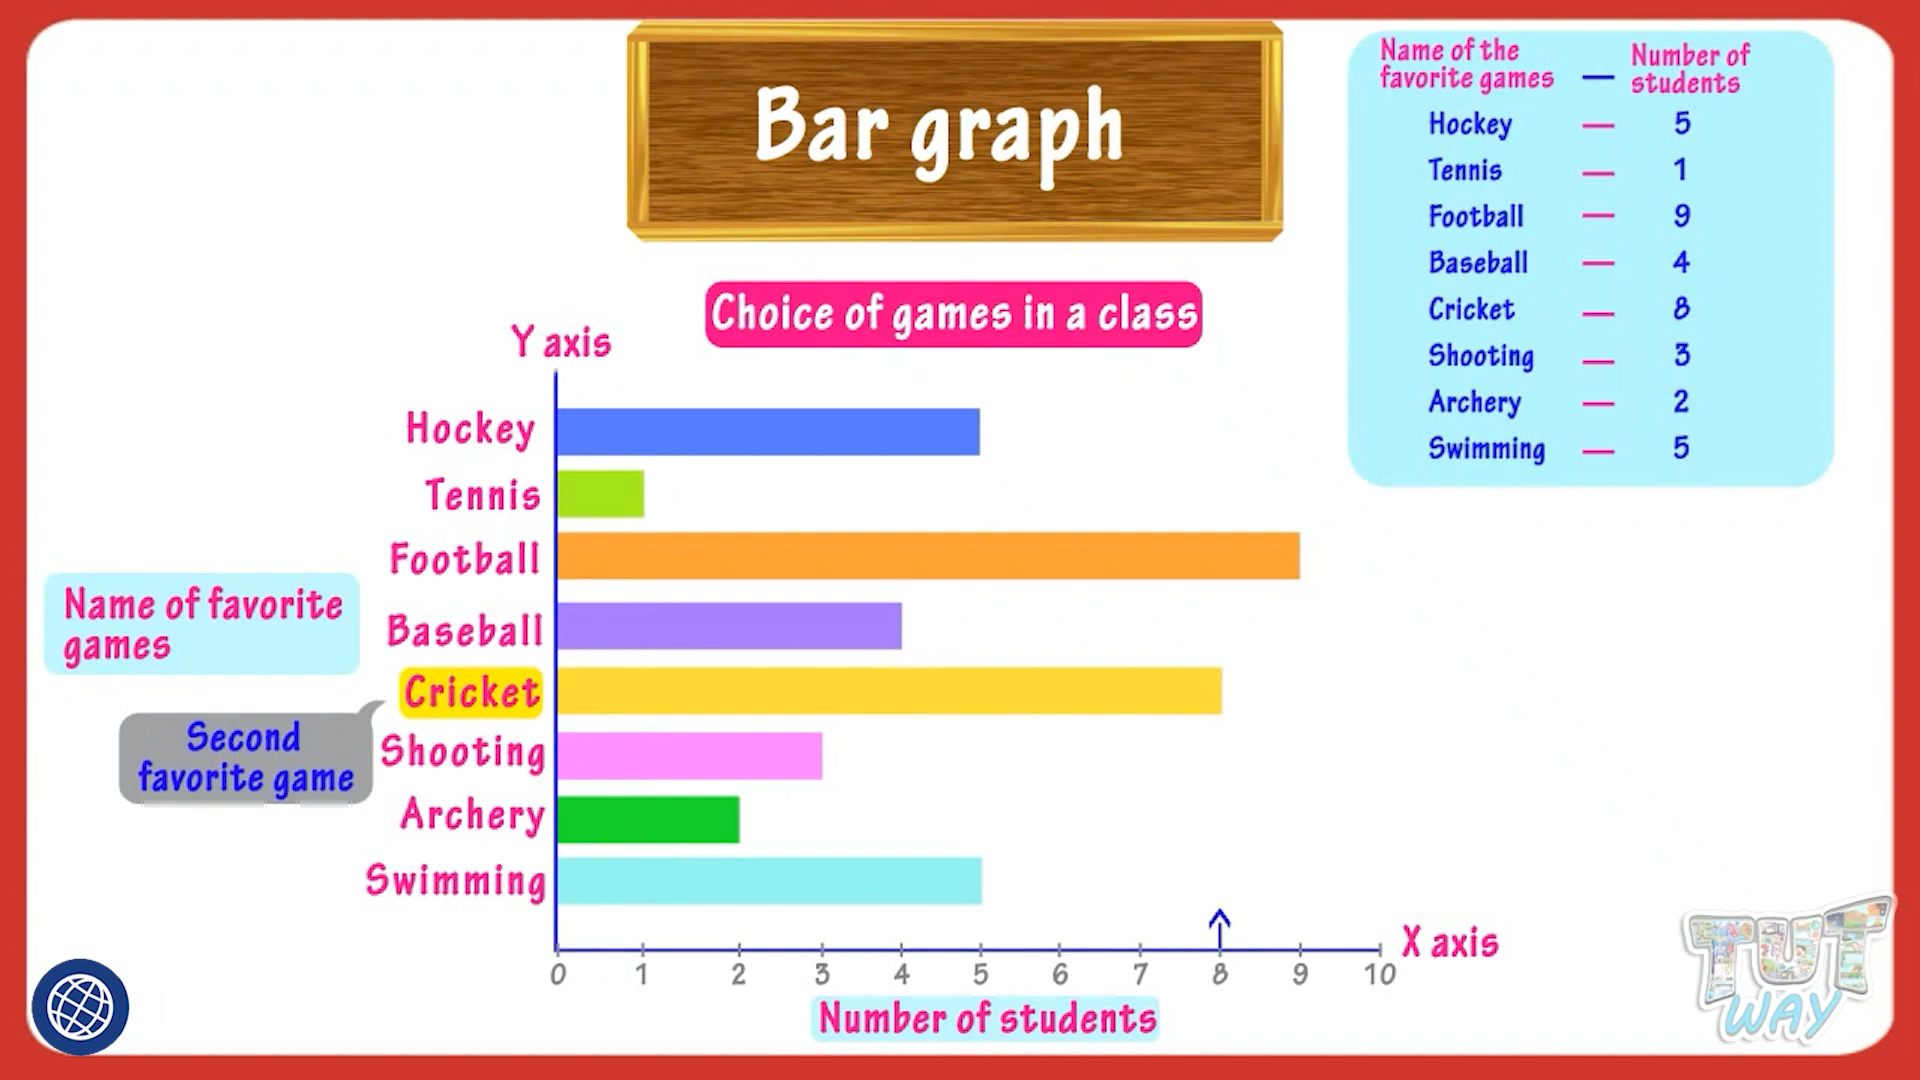 Bar graph
Name of the
favorite games — Number of
students
Hockey — 5
Tennis — 1
Football — 9
Baseball — 4
Cricket — 8
Shooting — 3
Archery — 2
Swimming — 5
Choice of games in a class
Y axis
Hockey
Tennis
Football
Name of favorite
games
Baseball
Cricket
Second
favorite game
Shooting
Archery
Swimming
X axis
0 1 2 3 4 5 6 7 8 9 10
Number of students
TUT
WAY